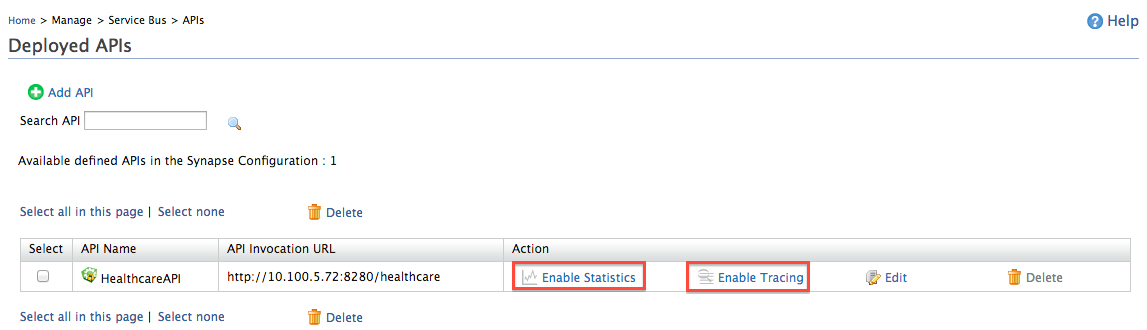 Home > Manage > Service Bus > APIs
Help
Deployed APIs
Add API
Search API
Available defined APIs in the Synapse Configuration : 1
Select all in this page | Select none Delete
Select API Name API Invocation URL Action
HealthcareAPI http://10.100.5.72:8280/healthcare Enable Statistics Enable Tracing Edit Delete
Select all in this page | Select none Delete